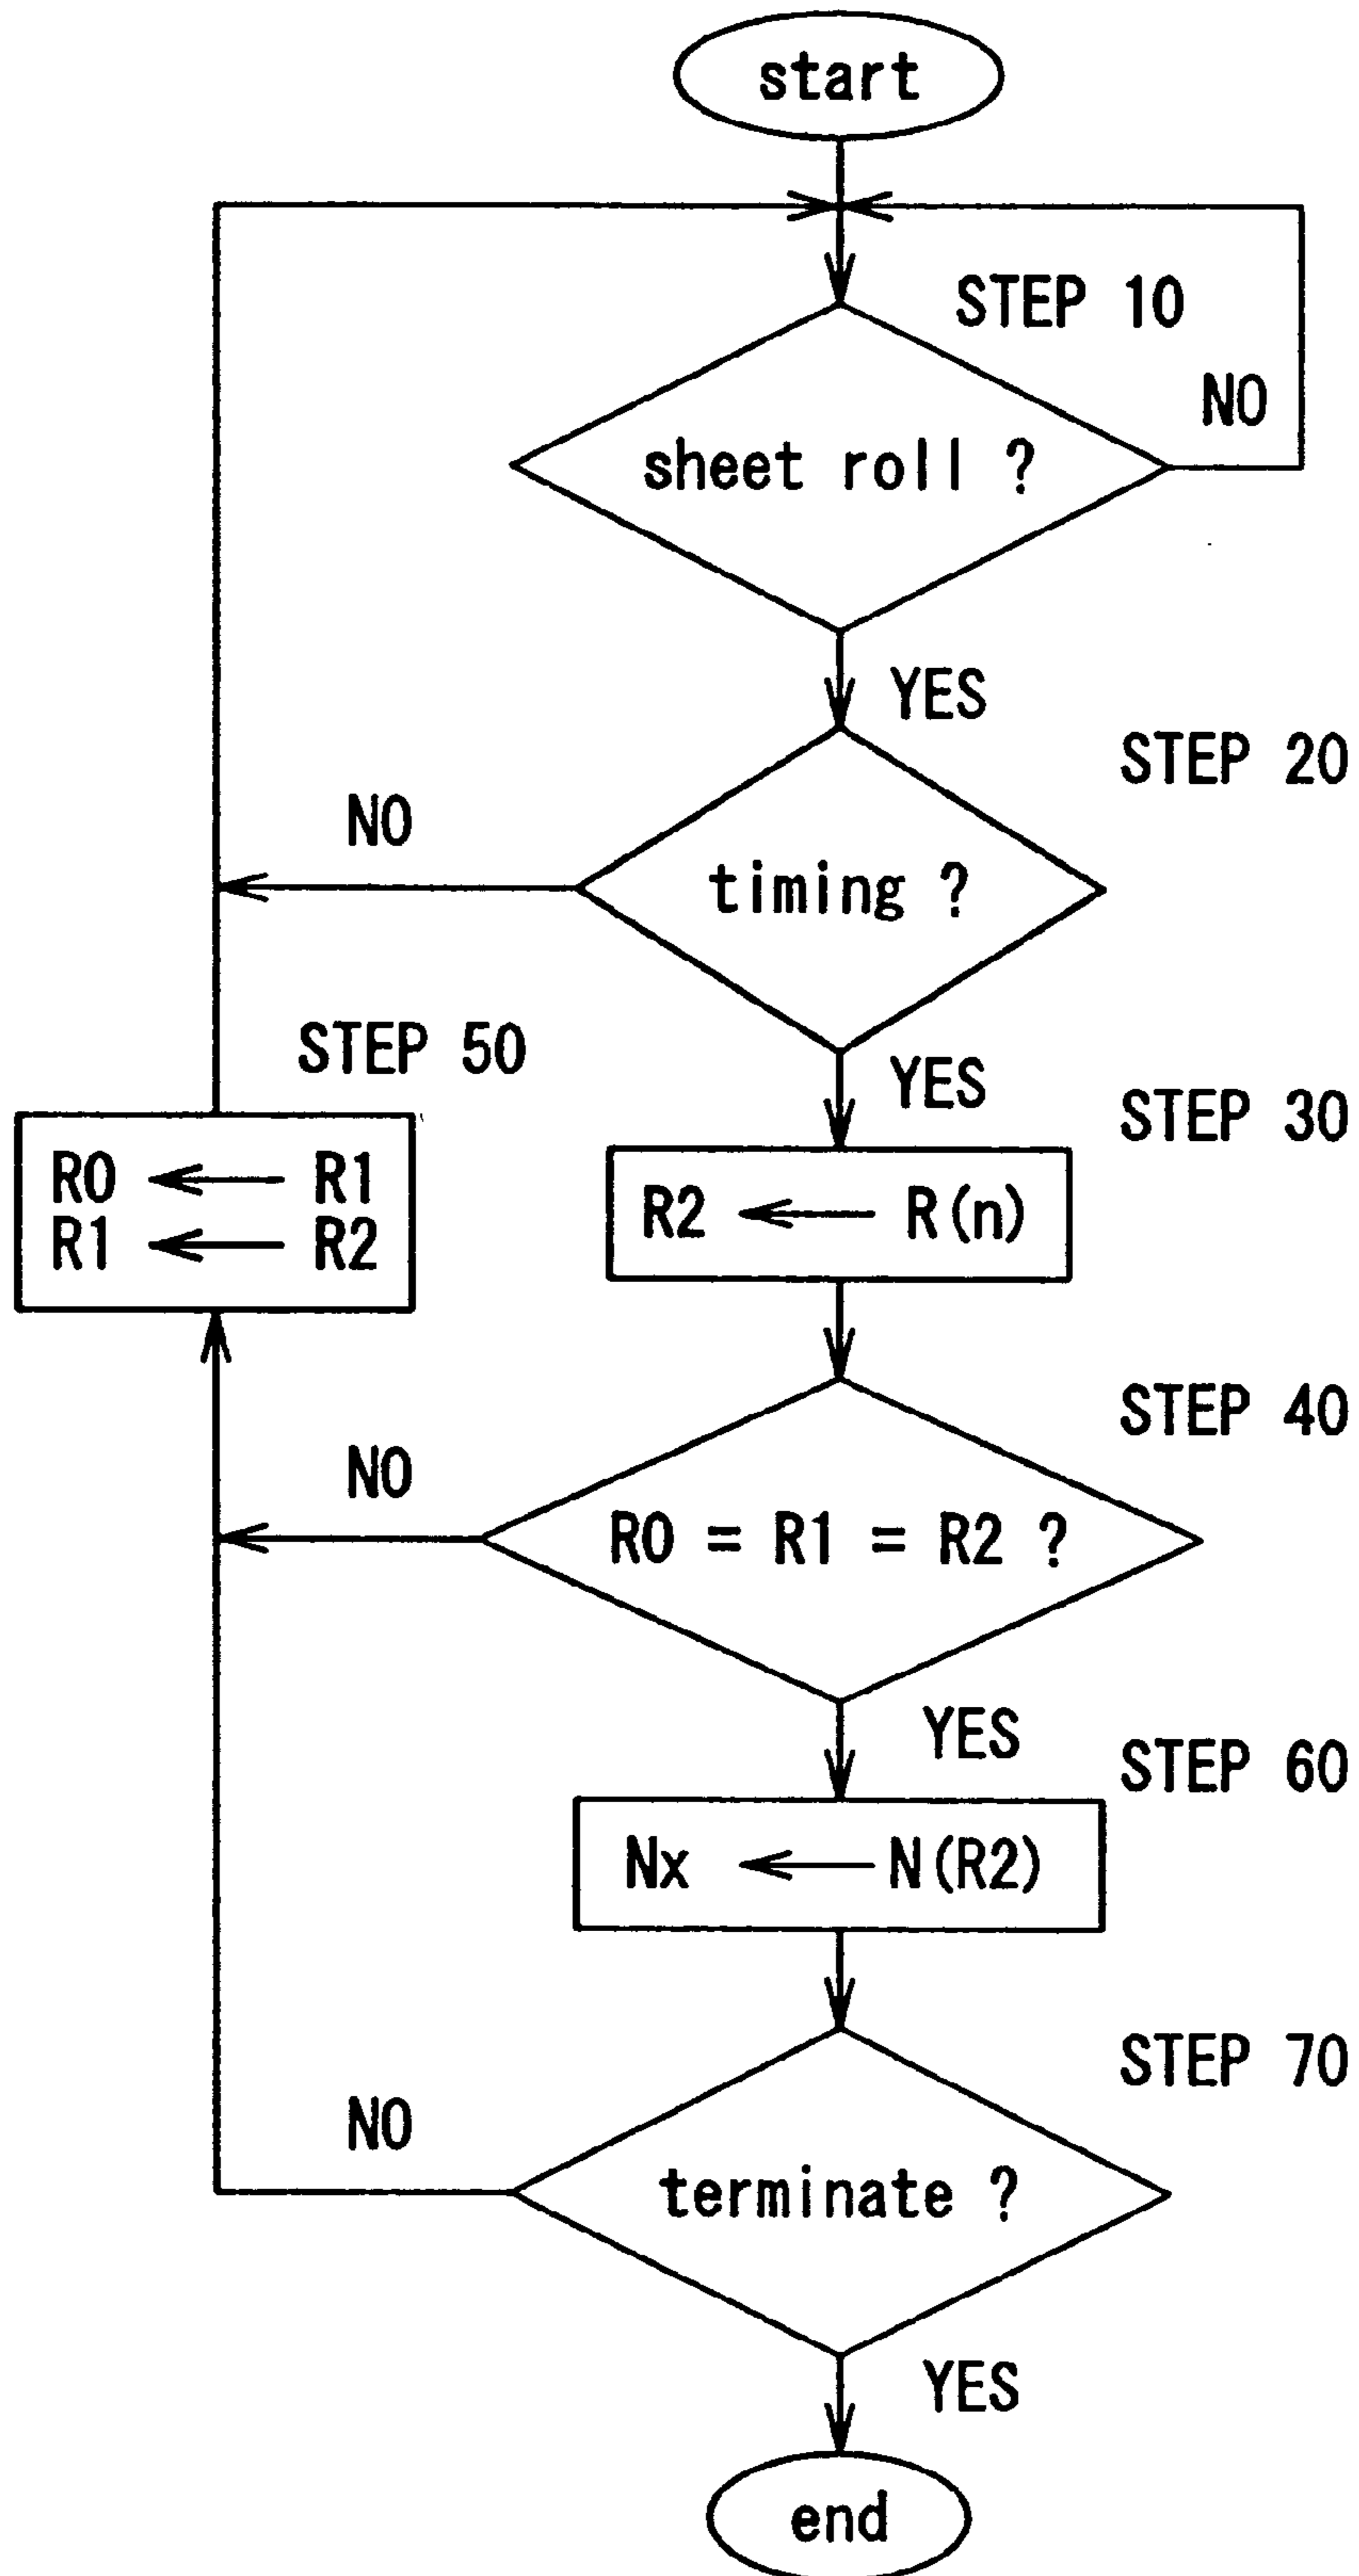 start
STEP 10
NO
sheet roll ?
YES
STEP 20
NO
timing ?
STEP 50
YES
STEP 30
R0 ← R1
R1 ← R2
R2 ← R(n)
STEP 40
NO
R0 = R1 = R2 ?
YES
STEP 60
Nx ← N(R2)
STEP 70
NO
terminate ?
YES
end